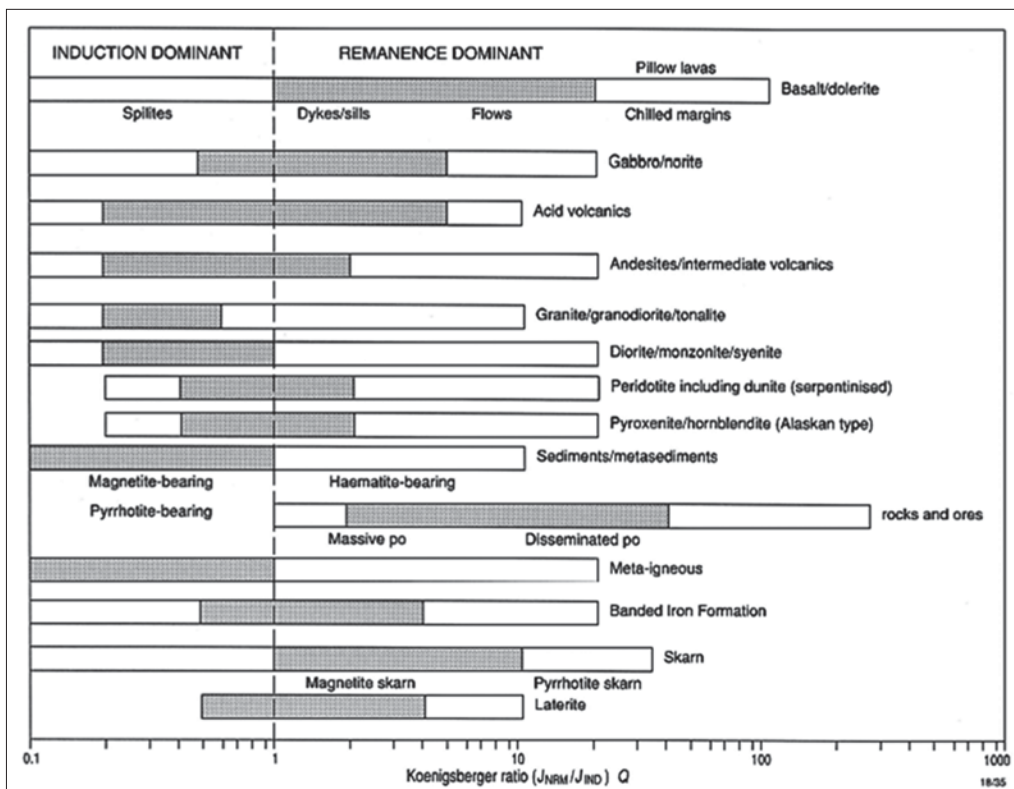 INDUCTION DOMINANT
REMANENCE DOMINANT
Pillow lavas
Basalt/dolerite
Spilites
Dykes/sills
Flows
Chilled margins
Gabbro/norite
Acid volcanics
Andesites/intermediate volcanics
Granite/granodiorite/tonalite
Diorite/monzonite/syenite
Peridotite including dunite (serpentinised)
Pyroxenite/hornblendite (Alaskan type)
Sediments/metasediments
Magnetite-bearing
Haematite-bearing
Pyrrhotite-bearing
rocks and ores
Massive po
Disseminated po
Meta-igneous
Banded Iron Formation
Skarn
Magnetite skarn
Pyrrhotite skarn
Laterite
0.1 1 10 100 1000
Koenigsberger ratio (JNRM/JIND) Q
18/35